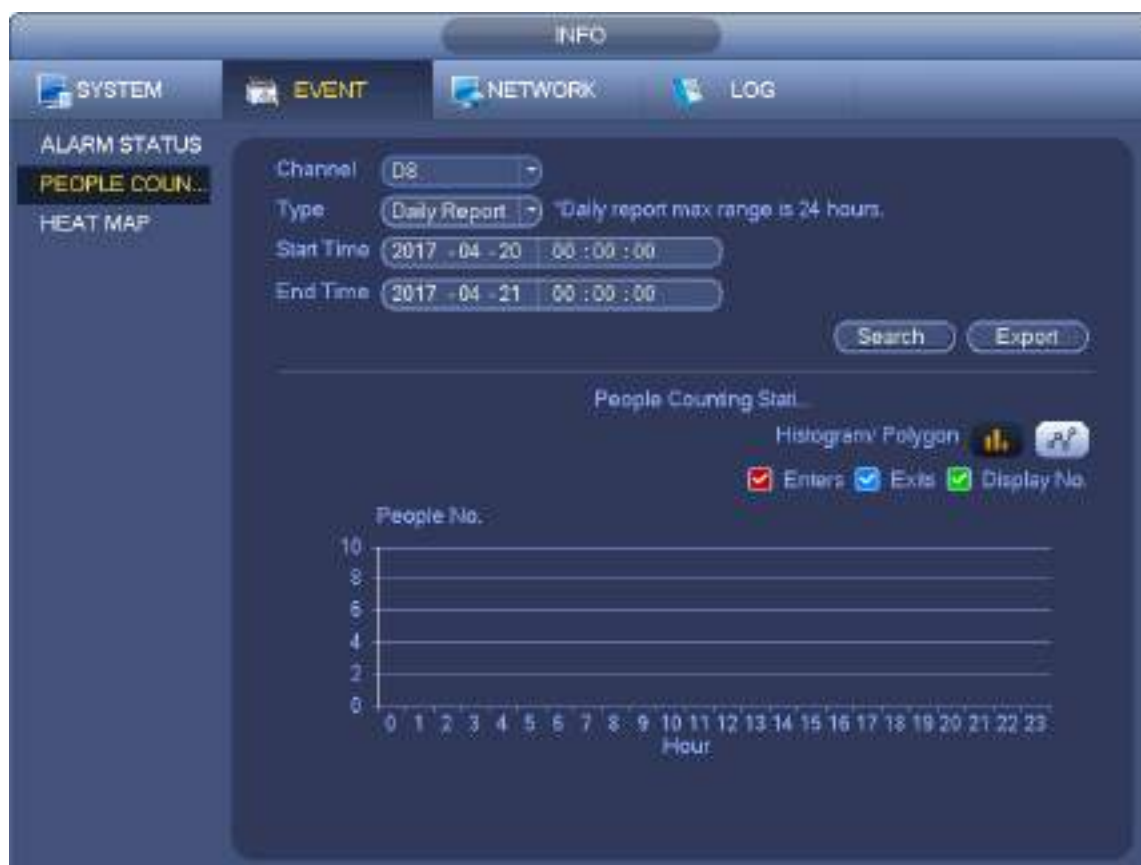 INFO
SYSTEM EVENT NETWORK LOG
ALARM STATUS
PEOPLE COUN...
HEAT MAP
Channel D8
Type Daily Report *Daily report max range is 24 hours.
Start Time 2017 - 04 - 20 00 : 00 : 00
End Time 2017 - 04 - 21 00 : 00 : 00
Search Export
People Counting Stati...
Histogram/ Polygon
Enters Exits Display No.
People No.
10
8
6
4
2
0
0 1 2 3 4 5 6 7 8 9 10 11 12 13 14 15 16 17 18 19 20 21 22 23
Hour